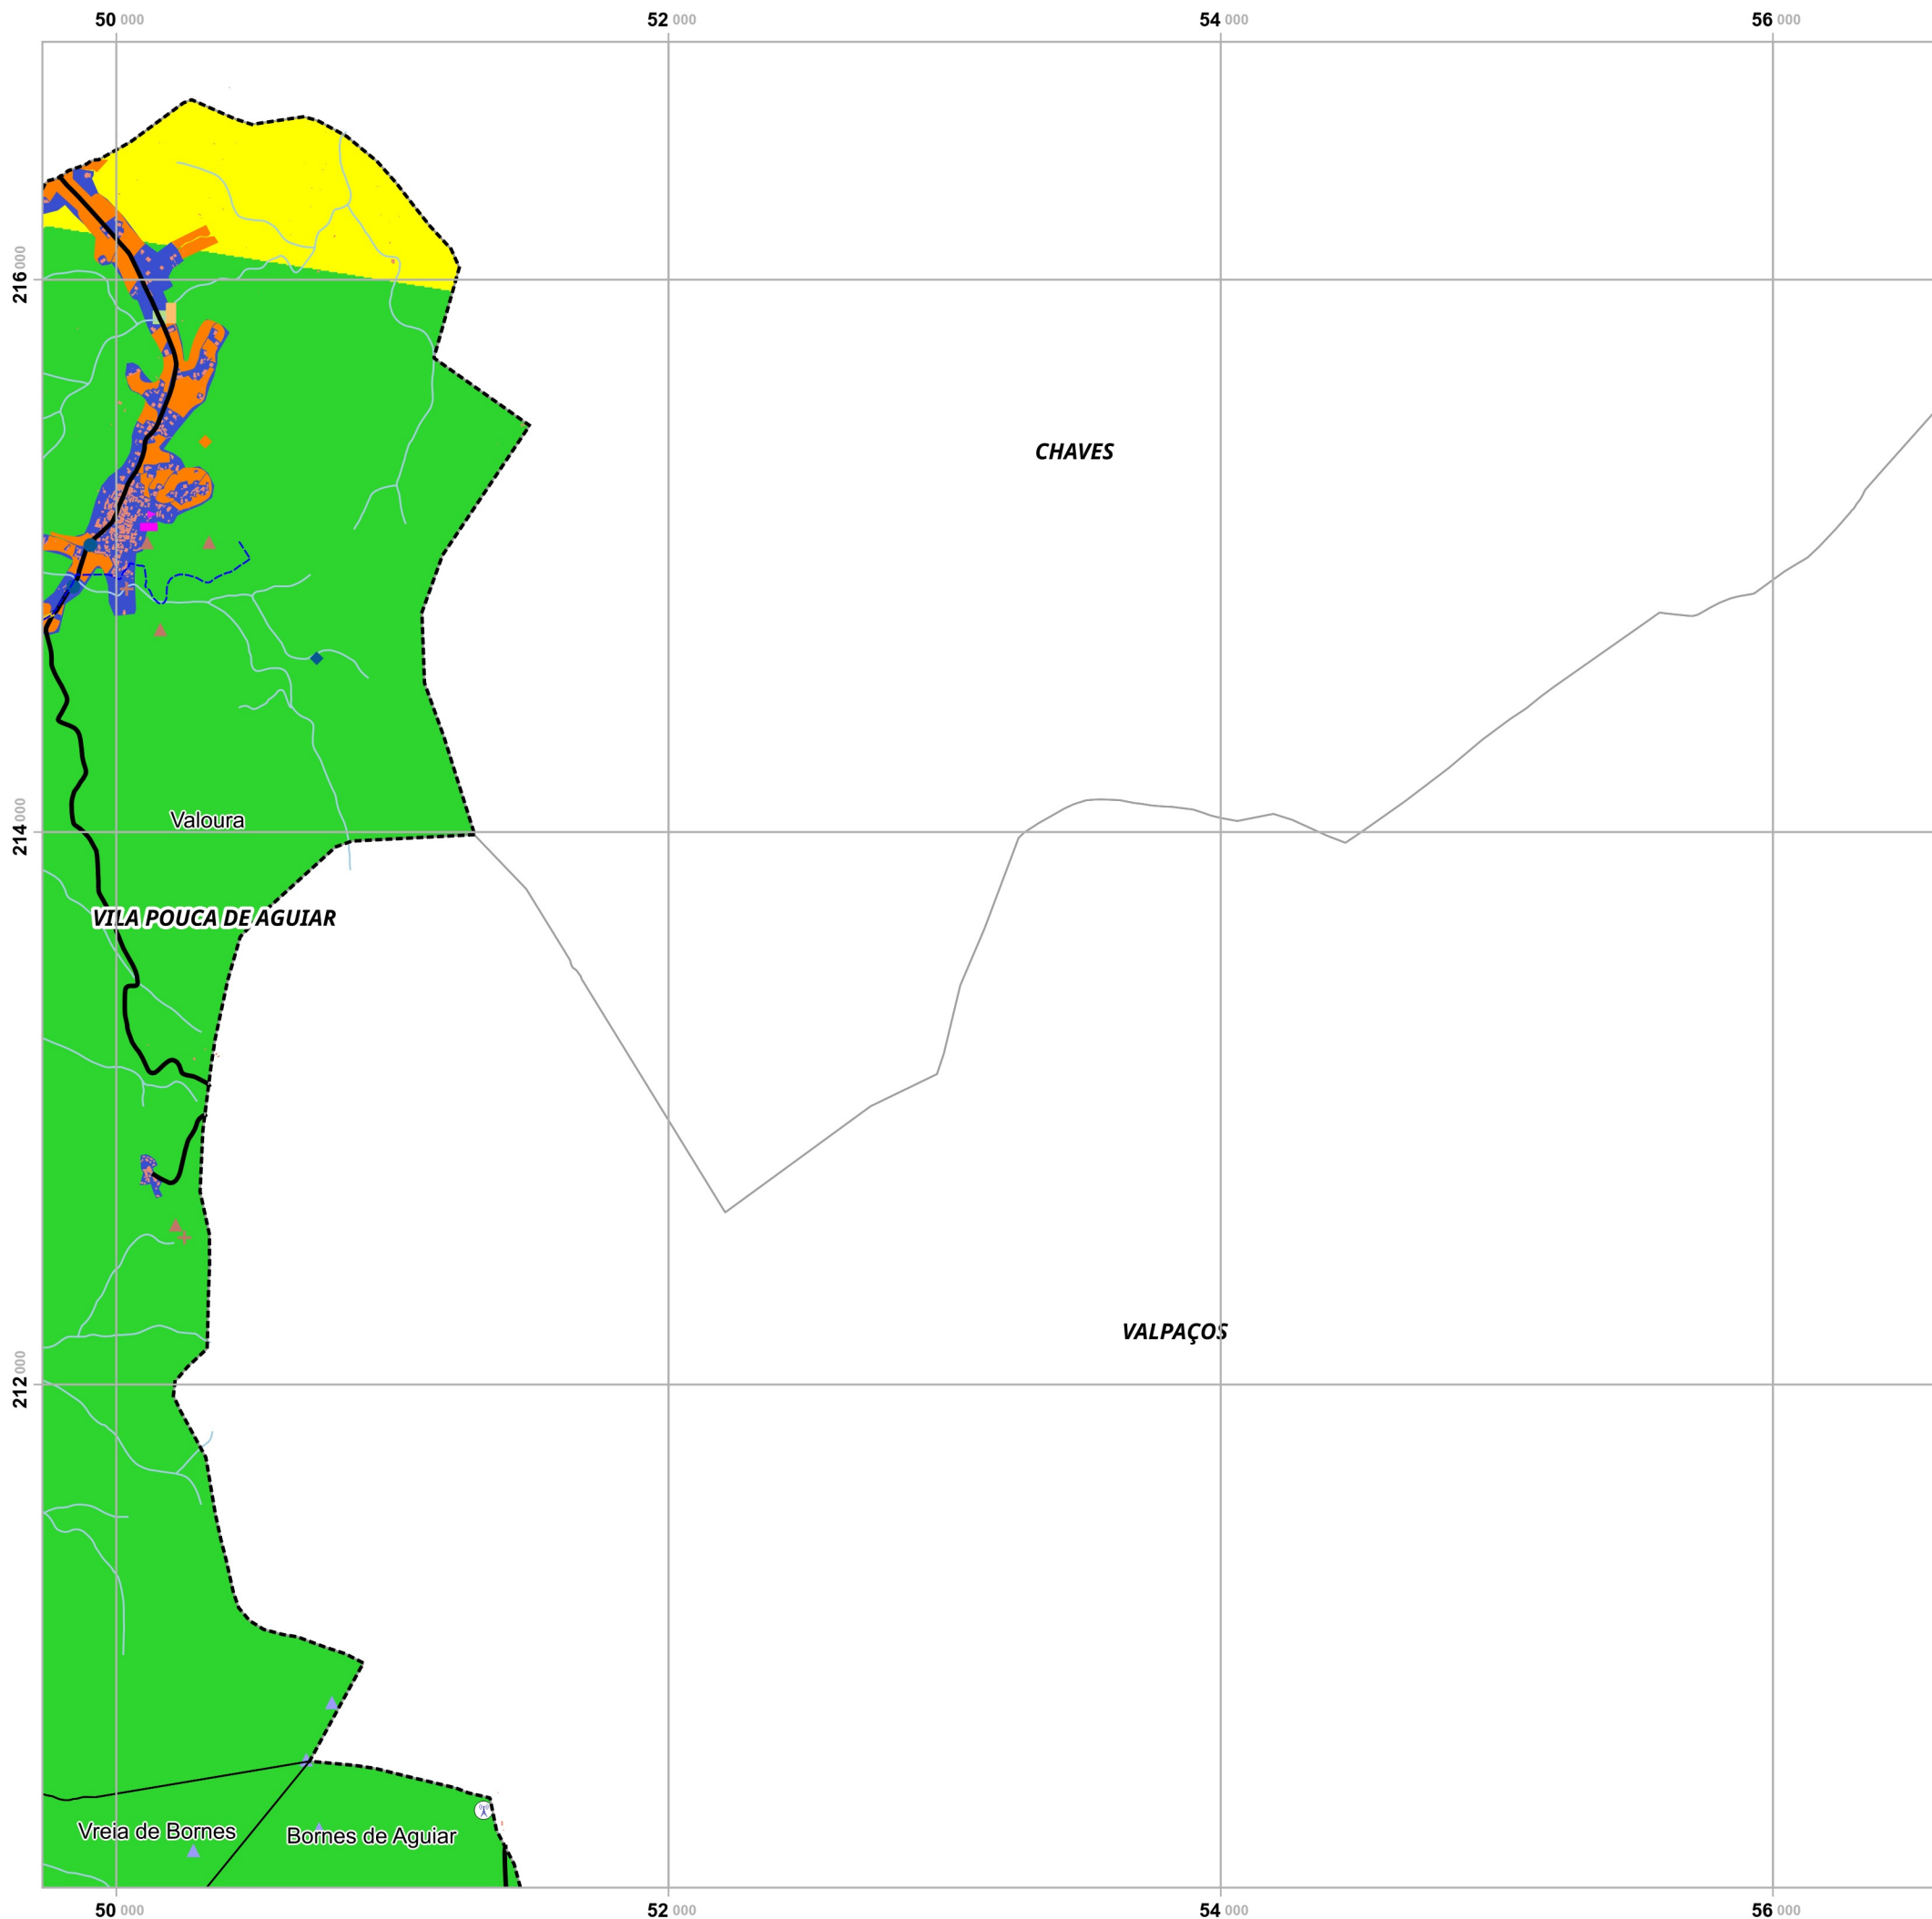 50 000
52 000
54 000
56 000
216 000
CHAVES
214 000
Valoura
VILA POUCA DE AGUIAR
VALPAÇOS
212 000
Vreia de Bornes
Bornes de Aguiar
50 000
52 000
54 000
56 000